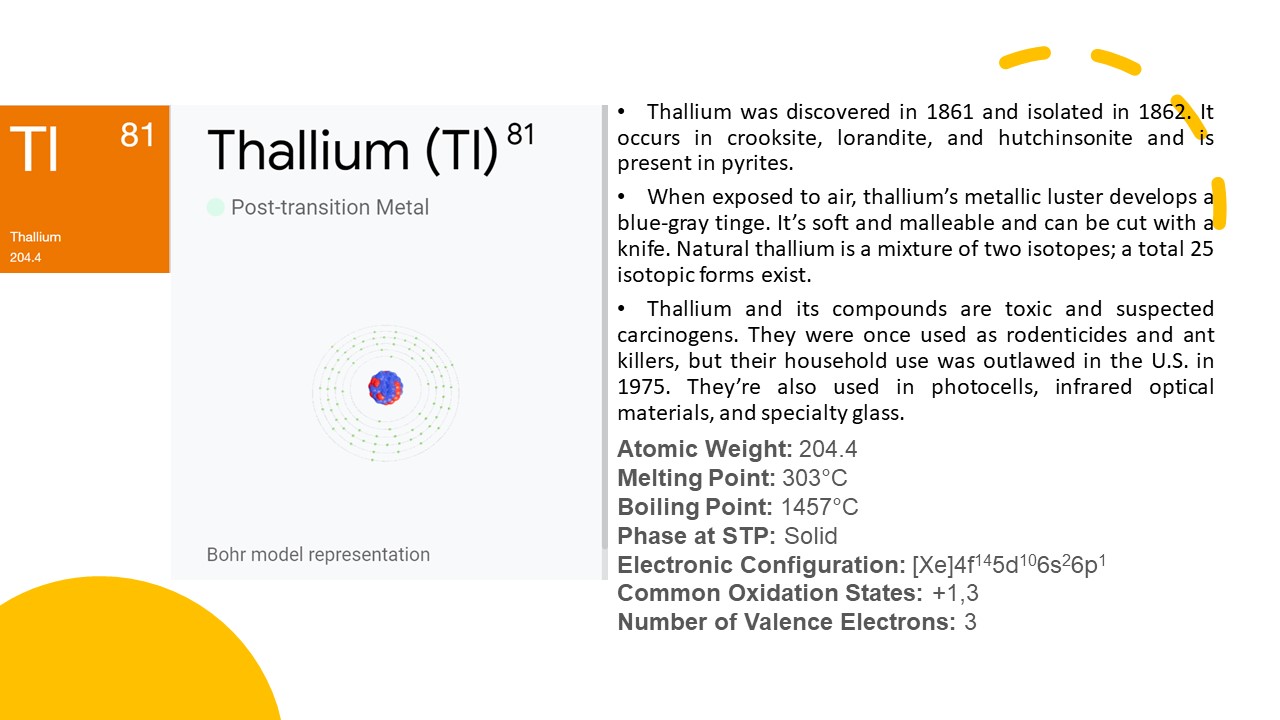 Tl 81
Thallium
204.4
Thallium (Tl) 81
Post-transition Metal
Bohr model representation
• Thallium was discovered in 1861 and isolated in 1862. It
occurs in crooksite, lorandite, and hutchinsonite and is
present in pyrites.
• When exposed to air, thallium’s metallic luster develops a
blue-gray tinge. It’s soft and malleable and can be cut with a
knife. Natural thallium is a mixture of two isotopes; a total 25
isotopic forms exist.
• Thallium and its compounds are toxic and suspected
carcinogens. They were once used as rodenticides and ant
killers, but their household use was outlawed in the U.S. in
1975. They’re also used in photocells, infrared optical
materials, and specialty glass.
Atomic Weight: 204.4
Melting Point: 303°C
Boiling Point: 1457°C
Phase at STP: Solid
Electronic Configuration: [Xe]4f¹⁴5d¹⁰6s²6p¹
Common Oxidation States: +1,3
Number of Valence Electrons: 3